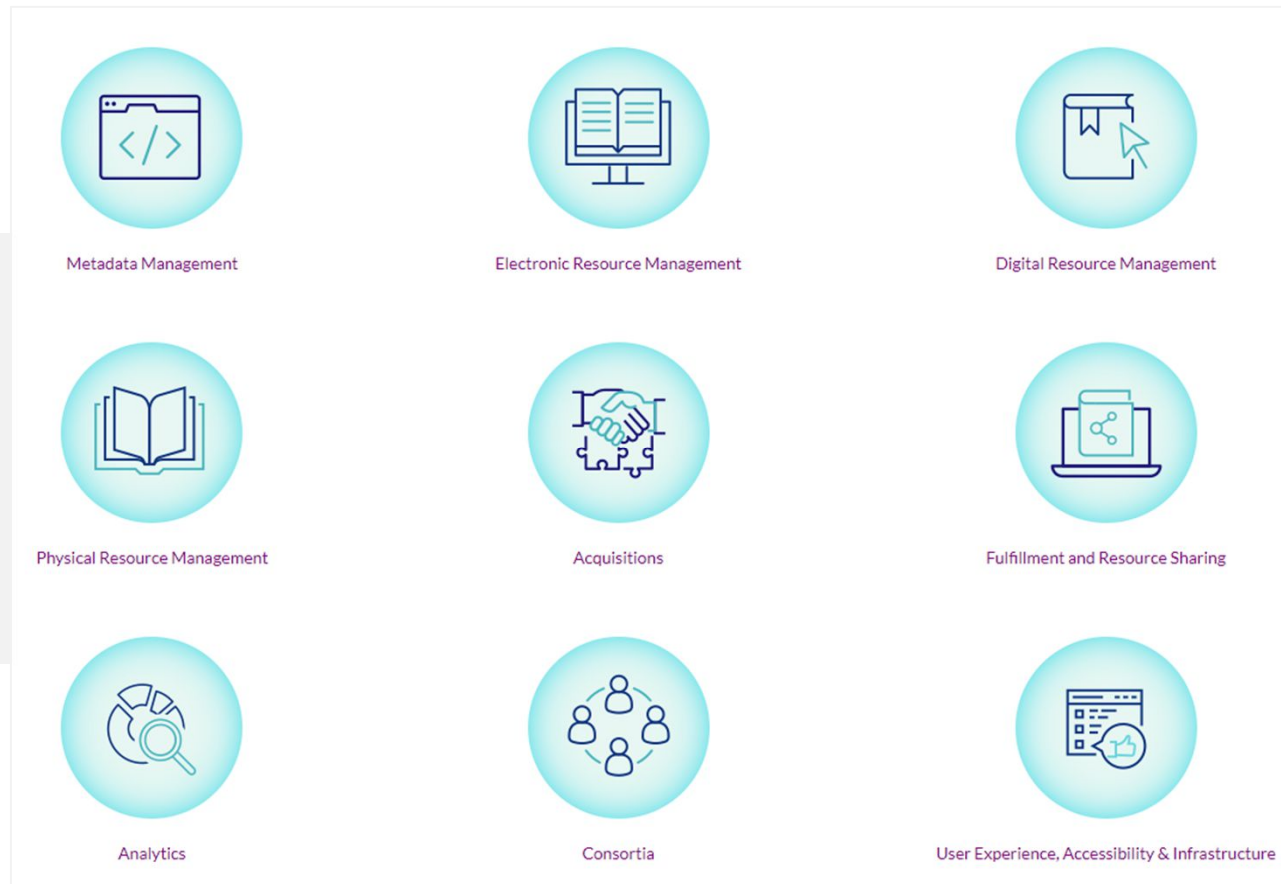 Metadata Management
Electronic Resource Management
Digital Resource Management
Physical Resource Management
Acquisitions
Fulfillment and Resource Sharing
Analytics
Consortia
User Experience, Accessibility & Infrastructure